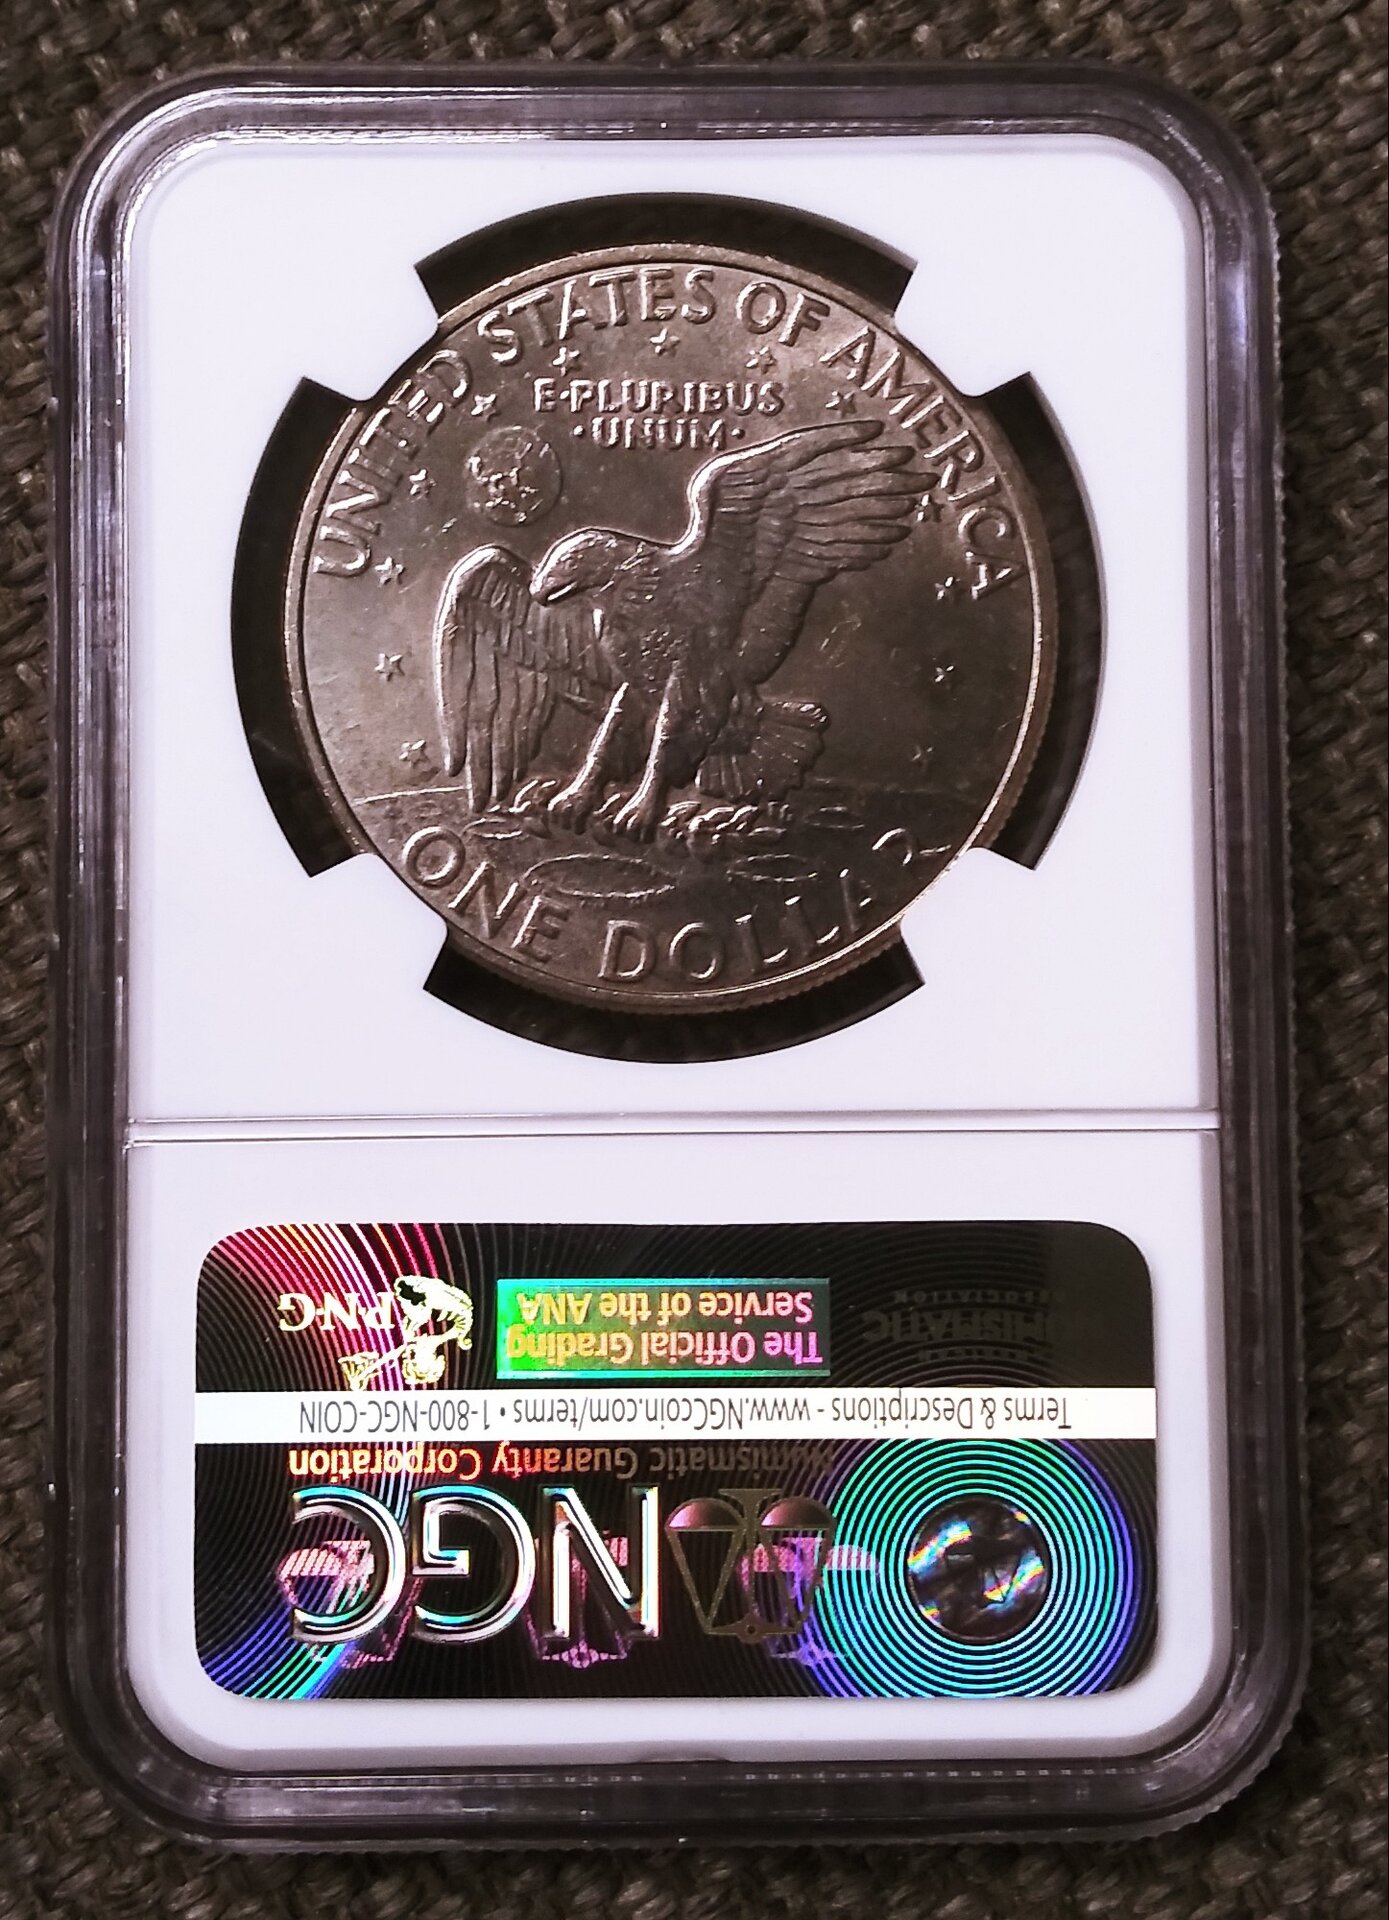 UNITED STATES OF AMERICA
E·PLURIBUS
·UNUM·
ONE DOLLAR
NGC
Numismatic Guaranty Corporation
Terms & Descriptions - www.NGCcoin.com/terms • 1-800-NGC-COIN
The Official Grading
Service of the ANA
PNG